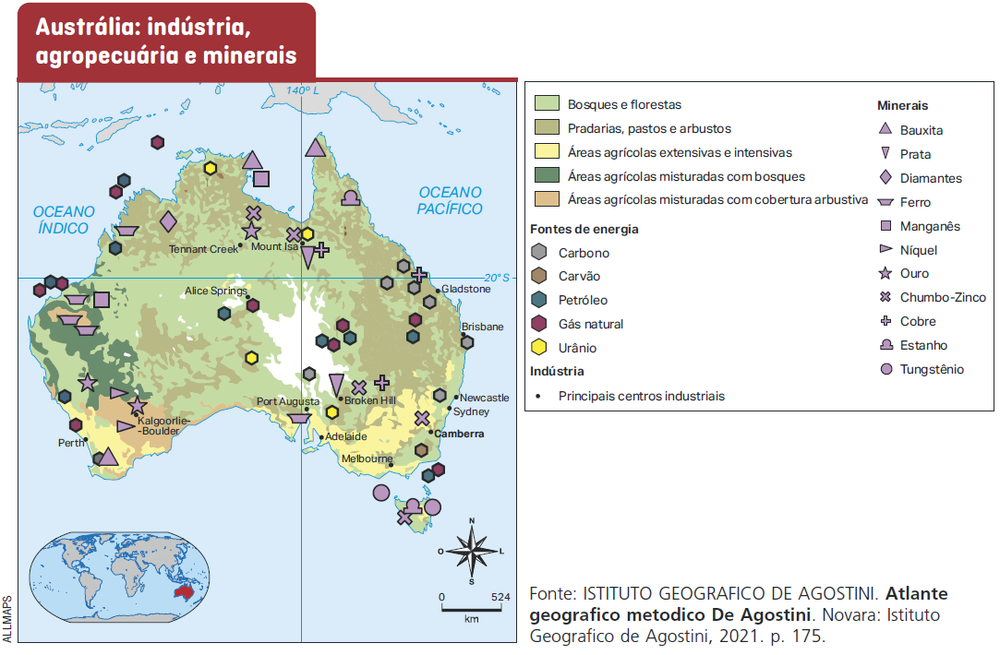 Austrália: indústria,
agropecuária e minerais
140º L
OCEANO
PACÍFICO
OCEANO
ÍNDICO
Tennant Creek
Mount Isa
20º S
Alice Springs
Gladstone
Brisbane
Port Augusta
Broken Hill
Newcastle
Sydney
Kalgoorlie-
-Boulder
Perth
Adelaide
Camberra
Melbourne
N
O
L
S
0 524
km
ALLMAPS
Bosques e florestas
Pradarias, pastos e arbustos
Áreas agrícolas extensivas e intensivas
Áreas agrícolas misturadas com bosques
Áreas agrícolas misturadas com cobertura arbustiva
Fontes de energia
Carbono
Carvão
Petróleo
Gás natural
Urânio
Indústria
Principais centros industriais
Minerais
Bauxita
Prata
Diamantes
Ferro
Manganês
Níquel
Ouro
Chumbo-Zinco
Cobre
Estanho
Tungstênio
Fonte: ISTITUTO GEOGRAFICO DE AGOSTINI. Atlante
geografico metodico De Agostini. Novara: Istituto
Geografico de Agostini, 2021. p. 175.